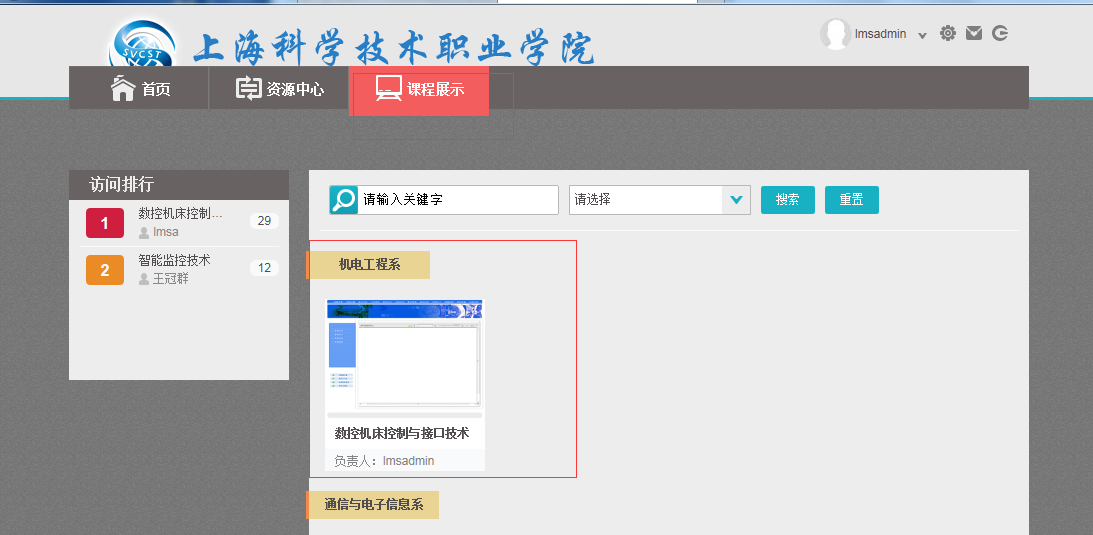 SVCST
上海科学技术职业学院
lmsadmin
首页
资源中心
课程展示
访问排行
1
数控机床控制...
lmsa
29
2
智能监控技术
王冠群
12
请输入关键字
请选择
搜索
重置
机电工程系
数控机床控制与接口技术
负责人：lmsadmin
通信与电子信息系